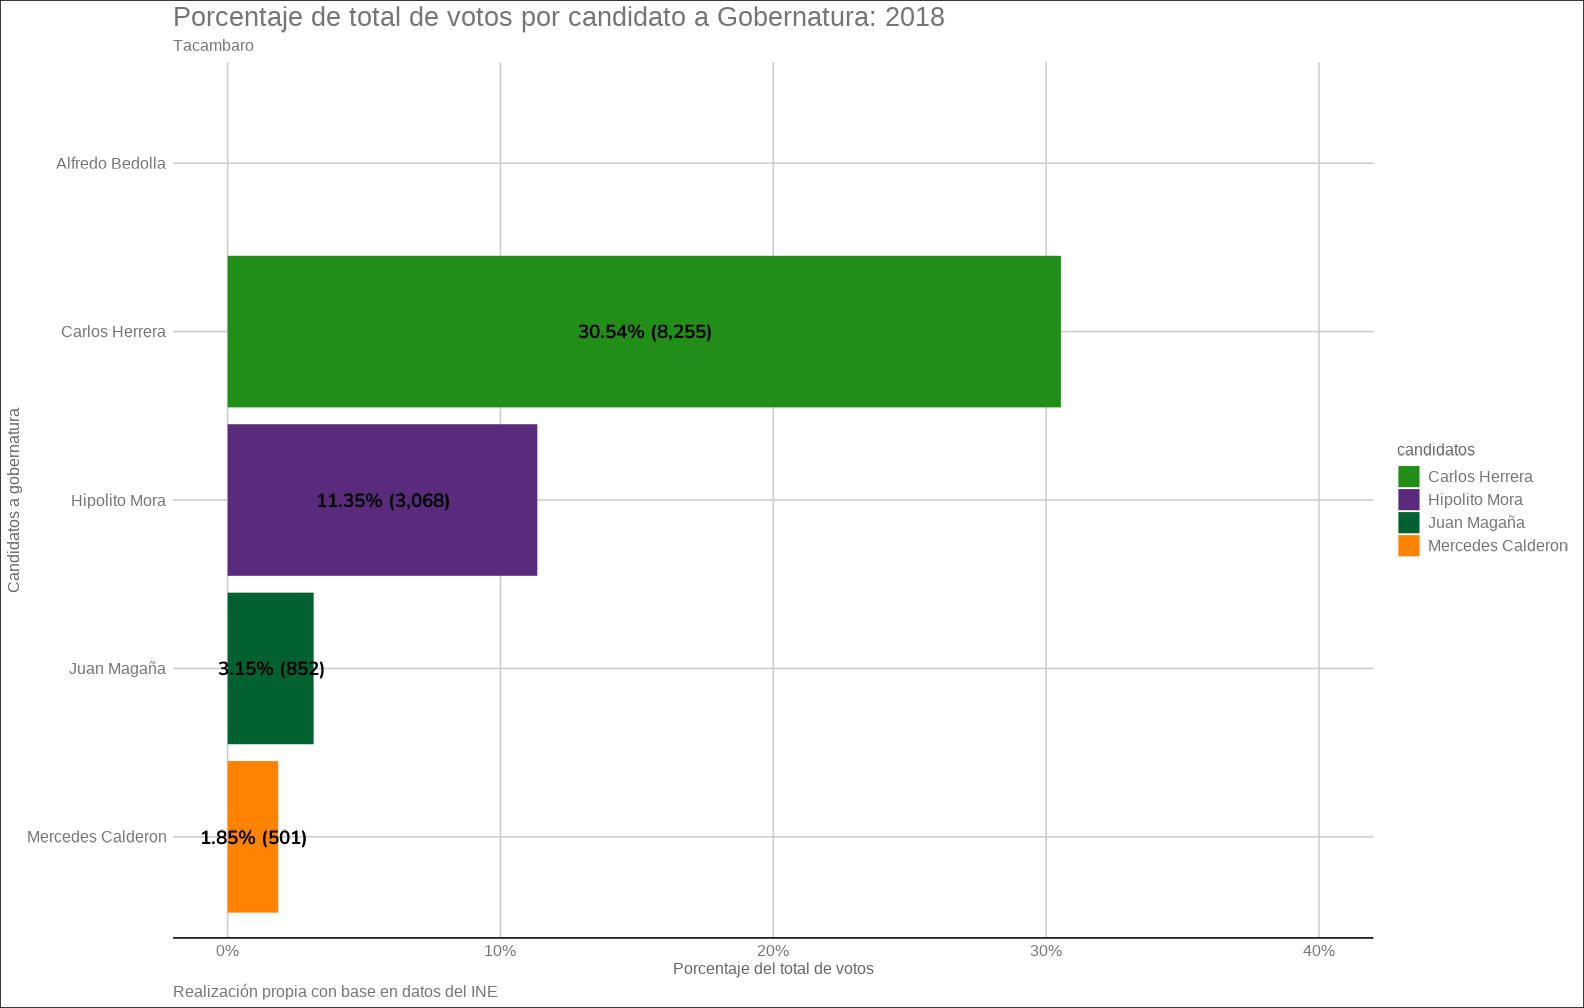 Porcentaje de total de votos por candidato a Gobernatura: 2018
Tacambaro
Candidatos a gobernatura
Alfredo Bedolla
Carlos Herrera
30.54% (8,255)
Hipolito Mora
11.35% (3,068)
Juan Magaña
3.15% (852)
Mercedes Calderon
1.85% (501)
0% 10% 20% 30% 40%
Porcentaje del total de votos
candidatos
Carlos Herrera
Hipolito Mora
Juan Magaña
Mercedes Calderon
Realización propia con base en datos del INE